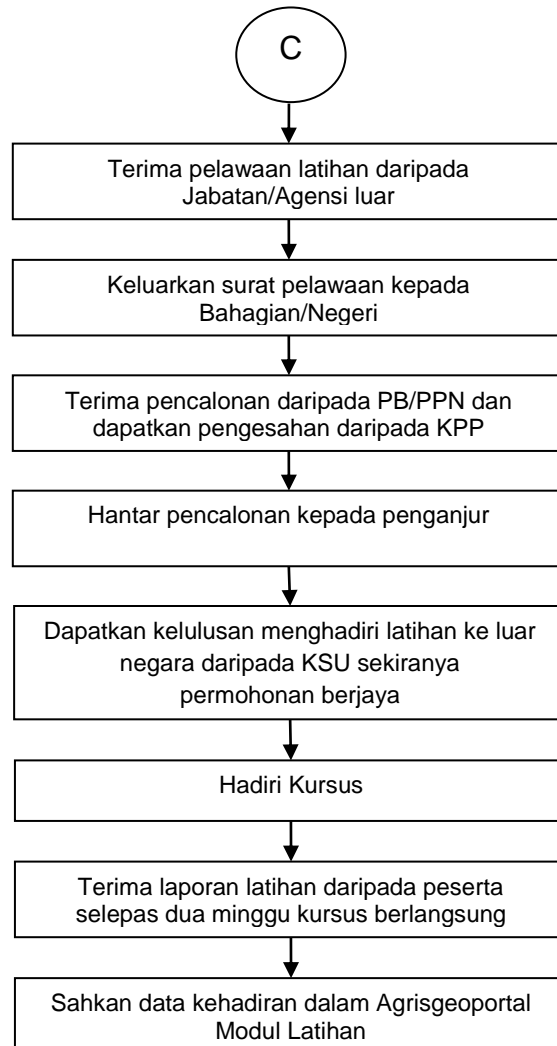 C
Terima pelawaan latihan daripada
Jabatan/Agensi luar
Keluarkan surat pelawaan kepada
Bahagian/Negeri
Terima pencalonan daripada PB/PPN dan
dapatkan pengesahan daripada KPP
Hantar pencalonan kepada penganjur
Dapatkan kelulusan menghadiri latihan ke luar
negara daripada KSU sekiranya
permohonan berjaya
Hadiri Kursus
Terima laporan latihan daripada peserta
selepas dua minggu kursus berlangsung
Sahkan data kehadiran dalam Agrisgeoportal
Modul Latihan